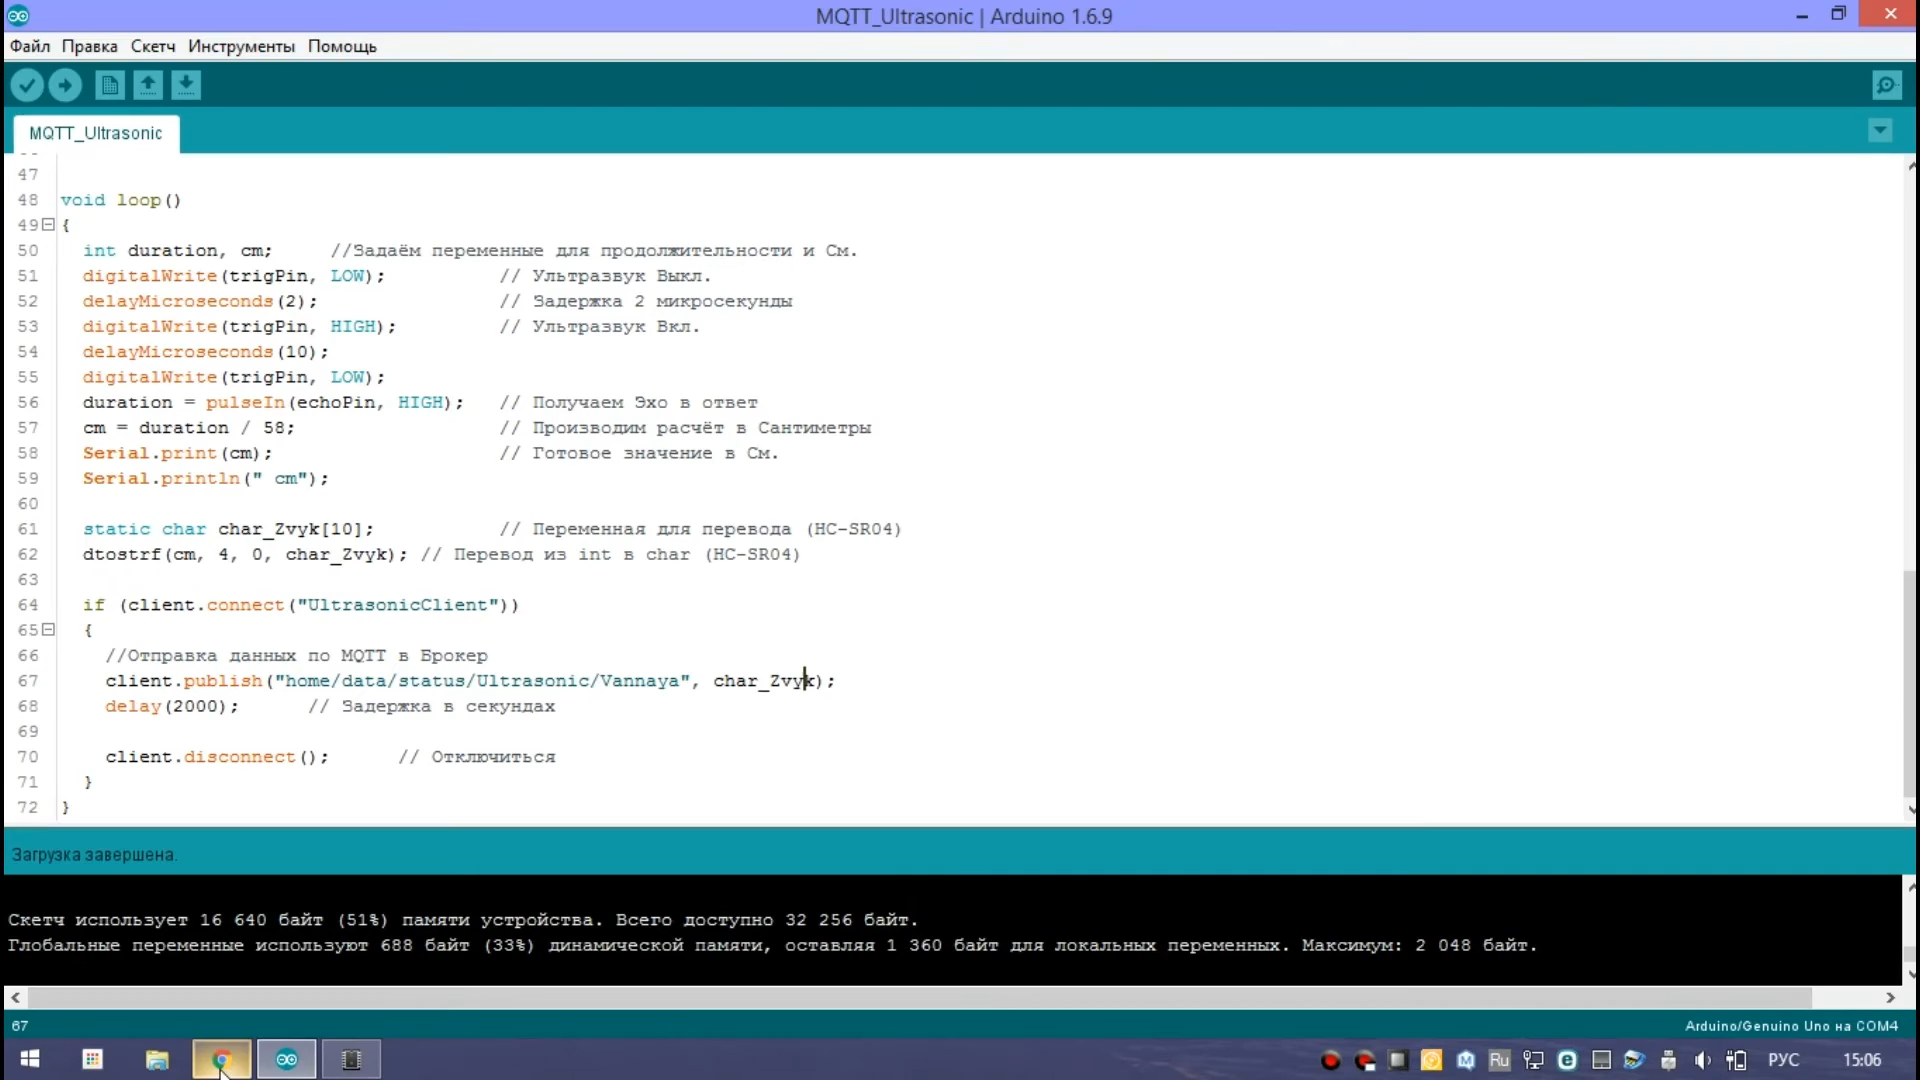 MQTT_Ultrasonic | Arduino 1.6.9
Файл Правка Скетч Инструменты Помощь
MQTT_Ultrasonic
47
48 void loop()
49 {
50 int duration, cm; //Задаём переменные для продолжительности и См.
51 digitalWrite(trigPin, LOW); // Ультразвук Выкл.
52 delayMicroseconds(2); // Задержка 2 микросекунды
53 digitalWrite(trigPin, HIGH); // Ультразвук Вкл.
54 delayMicroseconds(10);
55 digitalWrite(trigPin, LOW);
56 duration = pulseIn(echoPin, HIGH); // Получаем Эхо в ответ
57 cm = duration / 58; // Производим расчёт в Сантиметры
58 Serial.print(cm); // Готовое значение в См.
59 Serial.println(" cm");
60
61 static char char_Zvyk[10]; // Переменная для перевода (HC-SR04)
62 dtostrf(cm, 4, 0, char_Zvyk); // Перевод из int в char (HC-SR04)
63
64 if (client.connect("UltrasonicClient"))
65 {
66 //Отправка данных по MQTT в Брокер
67 client.publish("home/data/status/Ultrasonic/Vannaya", char_Zvyk);
68 delay(2000); // Задержка в секундах
69
70 client.disconnect(); // Отключиться
71 }
72 }
Загрузка завершена.
Скетч использует 16 640 байт (51%) памяти устройства. Всего доступно 32 256 байт.
Глобальные переменные используют 688 байт (33%) динамической памяти, оставляя 1 360 байт для локальных переменных. Максимум: 2 048 байт.
67
Arduino/Genuino Uno на COM4
Ru
РУС
15:06